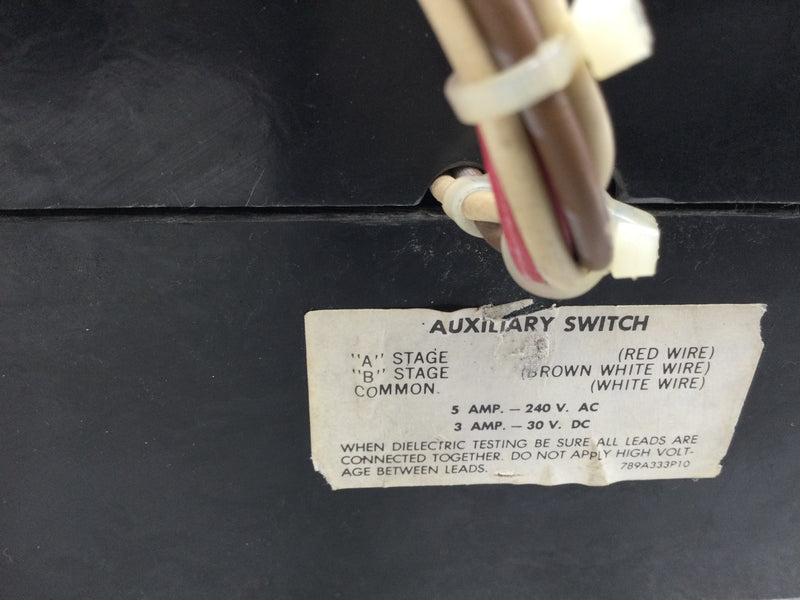 AUXILIARY SWITCH
"A" STAGE (RED WIRE)
"B" STAGE (BROWN WHITE WIRE)
COMMON. (WHITE WIRE)
5 AMP. – 240 V. AC
3 AMP. – 30 V. DC
WHEN DIELECTRIC TESTING BE SURE ALL LEADS ARE
CONNECTED TOGETHER. DO NOT APPLY HIGH VOLT-
AGE BETWEEN LEADS. 789A333P10